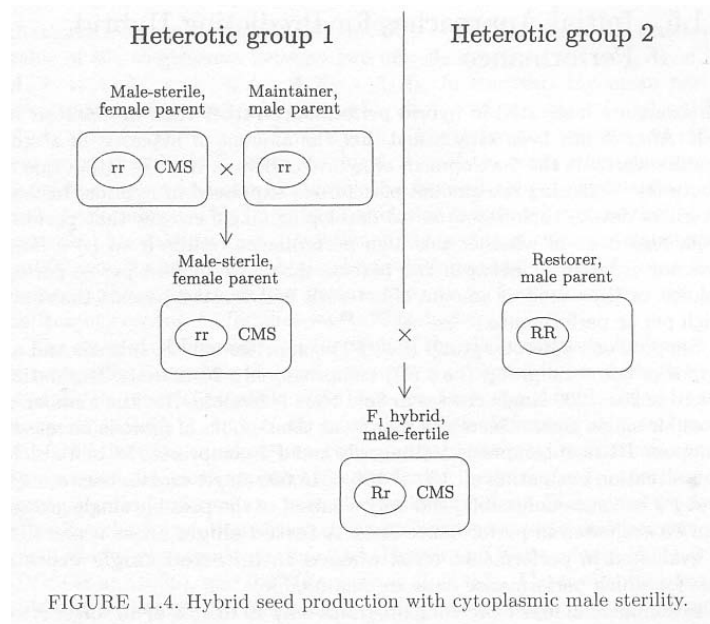 Heterotic group 1
Heterotic group 2
Male-sterile,
female parent
Maintainer,
male parent
rr CMS
×
rr
Male-sterile,
female parent
Restorer,
male parent
rr CMS
×
RR
F₁ hybrid,
male-fertile
Rr CMS
FIGURE 11.4. Hybrid seed production with cytoplasmic male sterility.